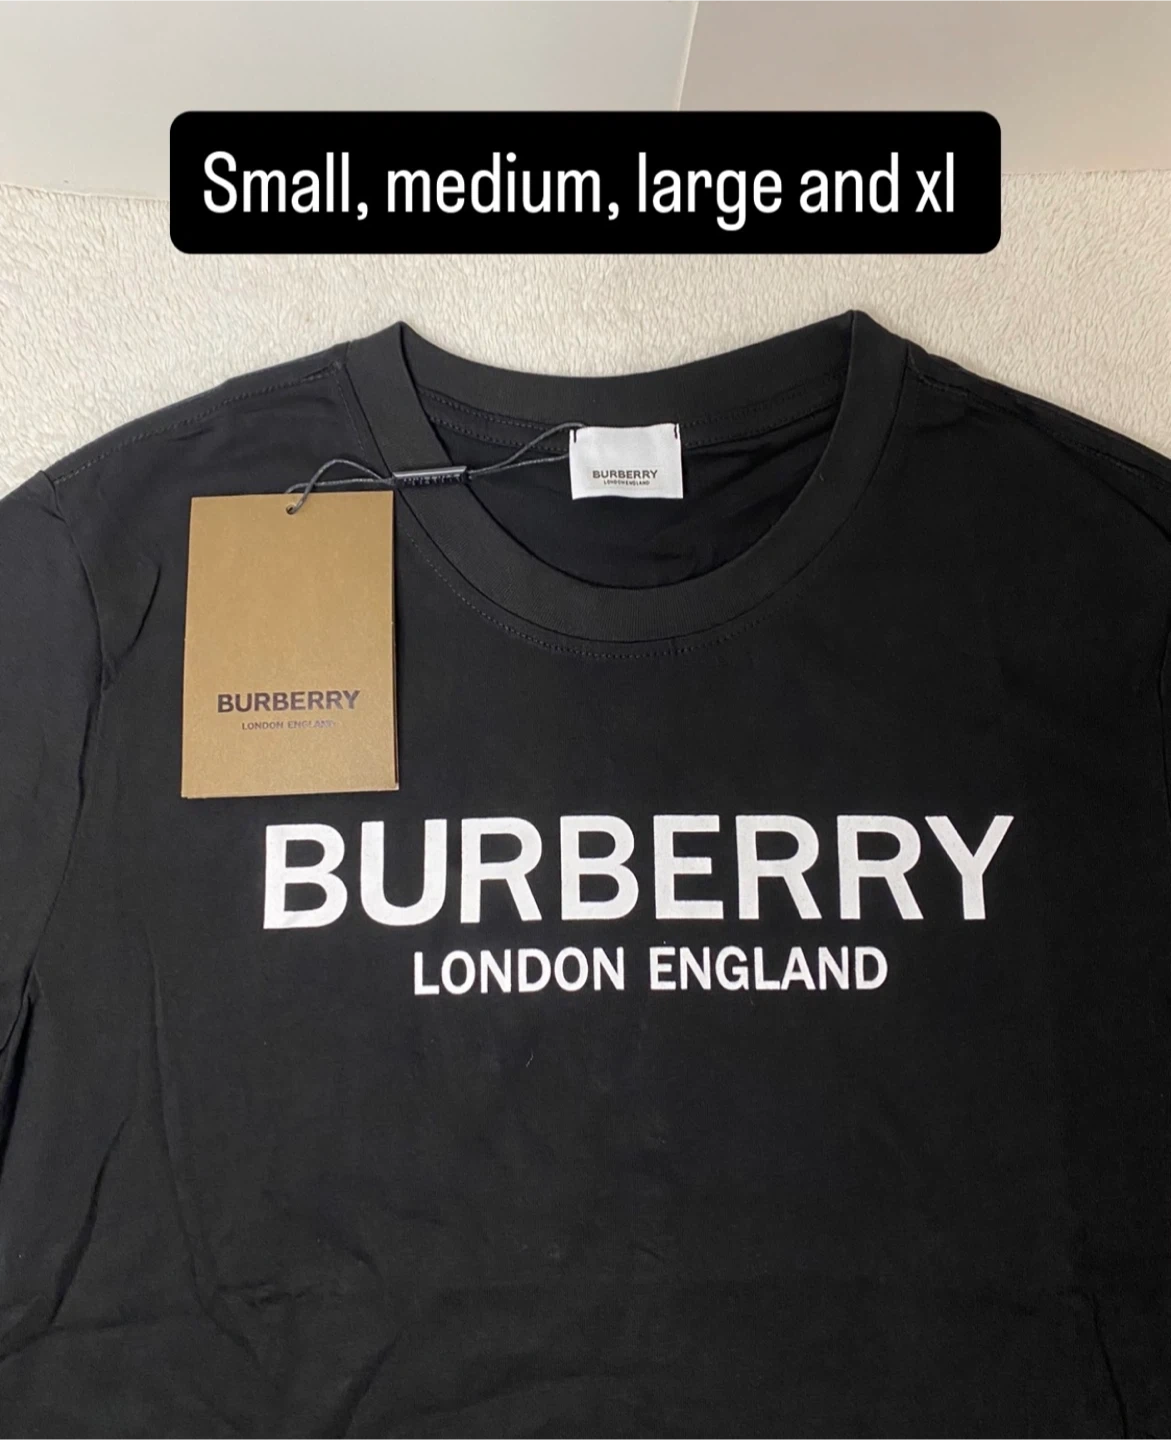 Small, medium, large and xl
BURBERRY
LONDON ENGLAND
BURBERRY
LONDON ENGLAND
BURBERRY
LONDON ENGLAND